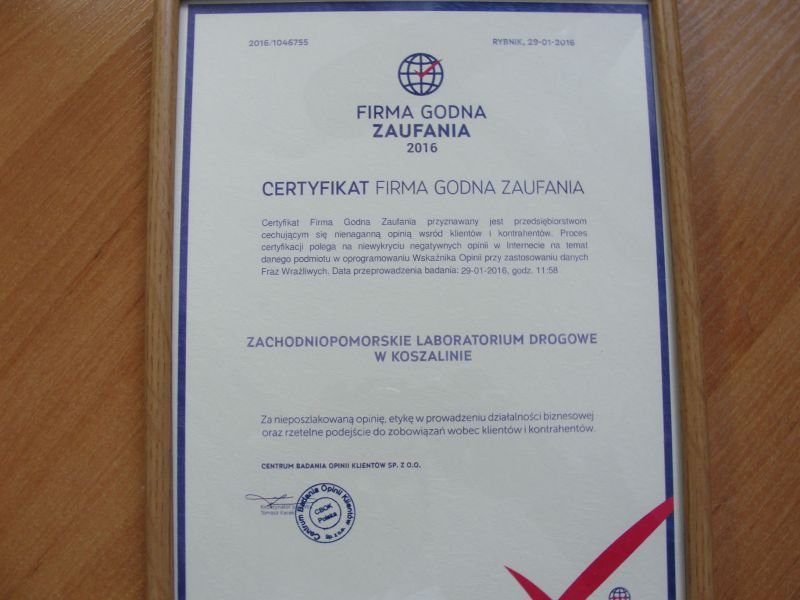 2016/1046755
RYBNIK, 29-01-2016
FIRMA GODNA
ZAUFANIA
2016
CERTYFIKAT FIRMA GODNA ZAUFANIA
Certyfikat Firma Godna Zaufania przyznawany jest przedsiębiorstwom
cechującym się nienaganną opinią wsród klientów i kontrahentów. Proces
certyfikacji polega na niewykryciu negatywnych opinii w Internecie na temat
danego podmiotu w oprogramowaniu Wskaźnika Opinii przy zastosowaniu danych
Fraz Wrażliwych. Data przeprowadzenia badania: 29-01-2016, godz. 11:58
ZACHODNIOPOMORSKIE LABORATORIUM DROGOWE
W KOSZALINIE
Za nieposzlakowaną opinię, etykę w prowadzeniu działalności biznesowej
oraz rzetelne podejście do zobowiązań wobec klientów i kontrahentów.
CENTRUM BADANIA OPINII KLIENTÓW SP. Z O.O.
Tomasz
Centrum Badania Opinii Klientów
sp. z o.o.
CBOK
Polska